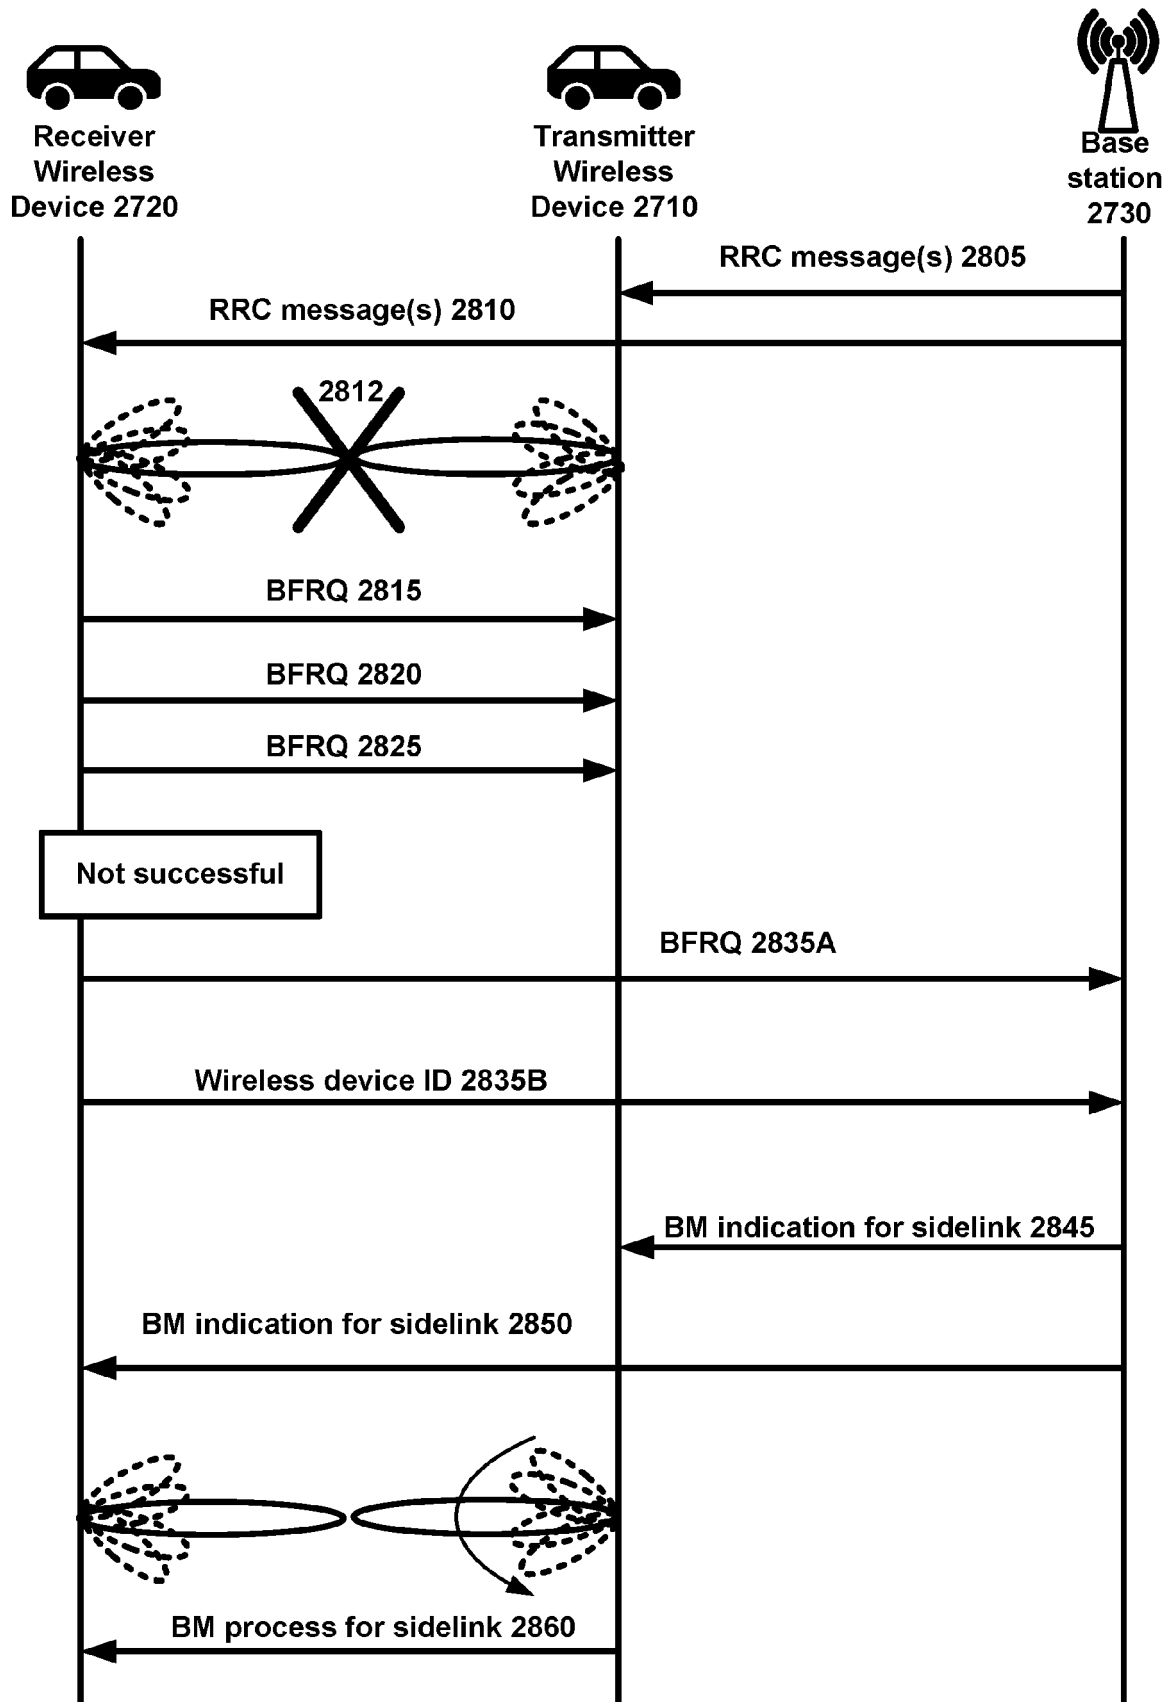 Receiver
Wireless
Device 2720
Transmitter
Wireless
Device 2710
Base
station
2730
RRC message(s) 2805
RRC message(s) 2810
2812
BFRQ 2815
BFRQ 2820
BFRQ 2825
Not successful
BFRQ 2835A
Wireless device ID 2835B
BM indication for sidelink 2845
BM indication for sidelink 2850
BM process for sidelink 2860